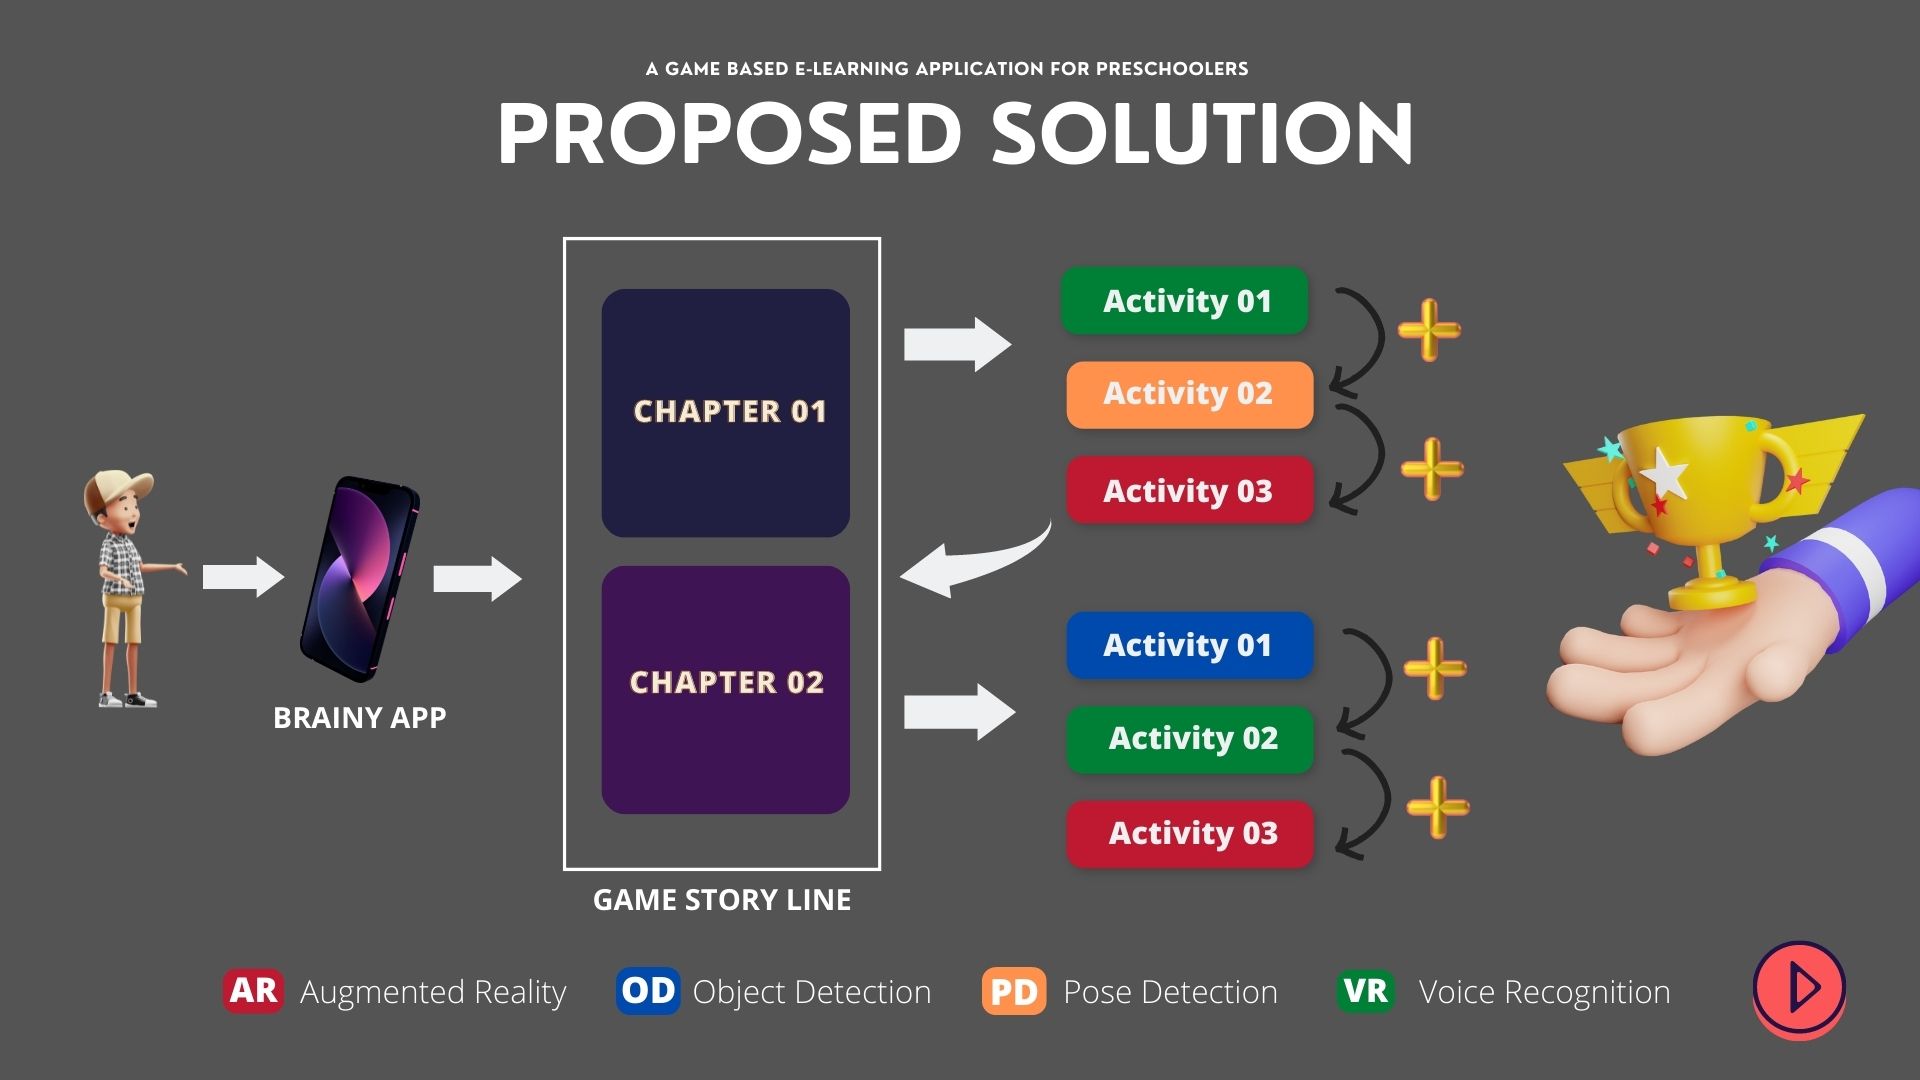 A GAME BASED E-LEARNING APPLICATION FOR PRESCHOOLERS
PROPOSED SOLUTION
BRAINY APP
CHAPTER 01
CHAPTER 02
GAME STORY LINE
Activity 01
Activity 02
Activity 03
Activity 01
Activity 02
Activity 03
AR Augmented Reality
OD Object Detection
PD Pose Detection
VR Voice Recognition